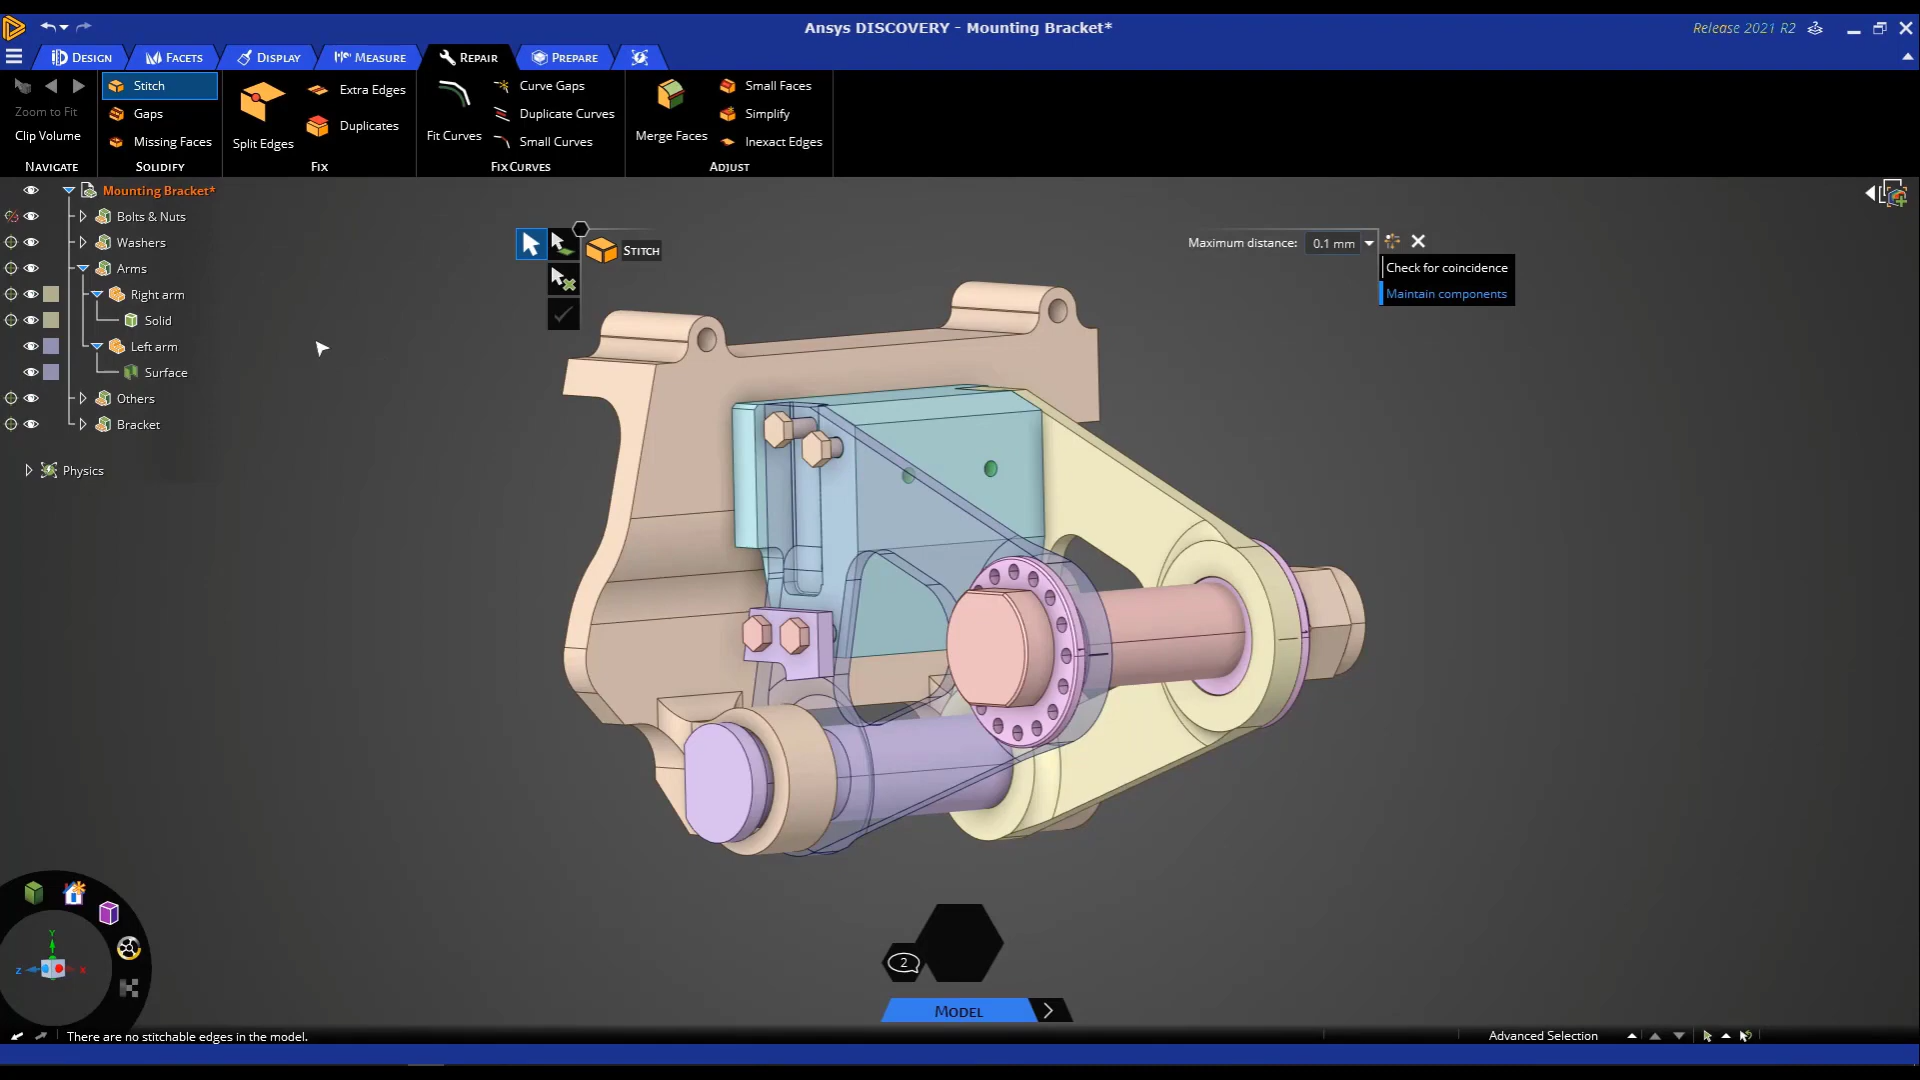 Ansys DISCOVERY - Mounting Bracket*
Release 2021 R2
DESIGN
FACETS
DISPLAY
MEASURE
REPAIR
PREPARE
Zoom to Fit
Clip Volume
NAVIGATE
Stitch
Gaps
Missing Faces
SOLIDIFY
Split Edges
Extra Edges
Duplicates
FIX
Fit Curves
Curve Gaps
Duplicate Curves
Small Curves
FIX CURVES
Merge Faces
Small Faces
Simplify
Inexact Edges
ADJUST
Mounting Bracket*
Bolts & Nuts
Washers
Arms
Right arm
Solid
Left arm
Surface
Others
Bracket
Physics
STITCH
Maximum distance: 0.1 mm
Check for coincidence
Maintain components
Y
Z
X
2
MODEL
There are no stitchable edges in the model.
Advanced Selection